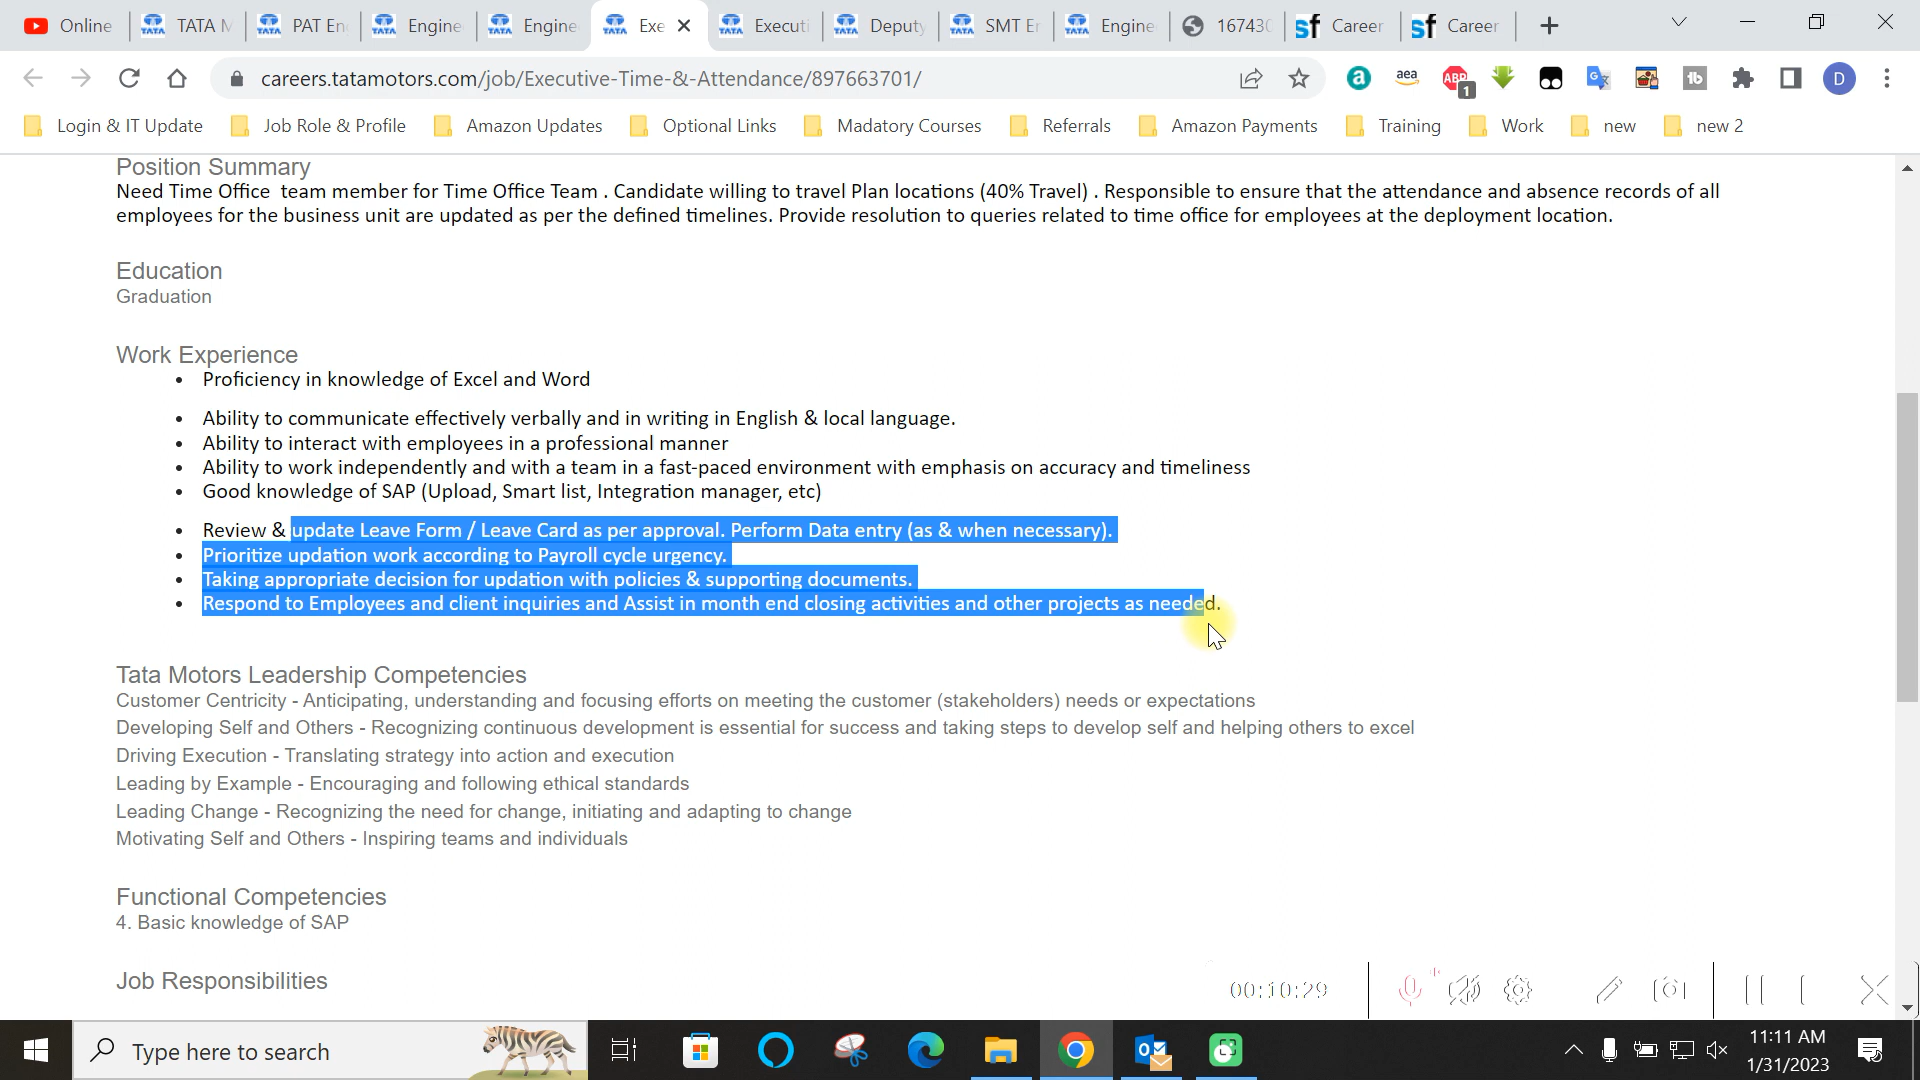 Online
TATA M
PAT En
Engine
Engine
Exe
Executi
Deputy
SMT Er
Engine
16743
Career
Career
careers.tatamotors.com/job/Executive-Time-&-Attendance/897663701/
aea
ABP
1
D
Login & IT Update
Job Role & Profile
Amazon Updates
Optional Links
Madatory Courses
Referrals
Amazon Payments
Training
Work
new
new 2
Position Summary
Need Time Office team member for Time Office Team . Candidate willing to travel Plan locations (40% Travel) . Responsible to ensure that the attendance and absence records of all
employees for the business unit are updated as per the defined timelines. Provide resolution to queries related to time office for employees at the deployment location.
Education
Graduation
Work Experience
• Proficiency in knowledge of Excel and Word
• Ability to communicate effectively verbally and in writing in English & local language.
• Ability to interact with employees in a professional manner
• Ability to work independently and with a team in a fast-paced environment with emphasis on accuracy and timeliness
• Good knowledge of SAP (Upload, Smart list, Integration manager, etc)
• Review & update Leave Form / Leave Card as per approval. Perform Data entry (as & when necessary).
• Prioritize updation work according to Payroll cycle urgency.
• Taking appropriate decision for updation with policies & supporting documents.
• Respond to Employees and client inquiries and Assist in month end closing activities and other projects as needed.
Tata Motors Leadership Competencies
Customer Centricity - Anticipating, understanding and focusing efforts on meeting the customer (stakeholders) needs or expectations
Developing Self and Others - Recognizing continuous development is essential for success and taking steps to develop self and helping others to excel
Driving Execution - Translating strategy into action and execution
Leading by Example - Encouraging and following ethical standards
Leading Change - Recognizing the need for change, initiating and adapting to change
Motivating Self and Others - Inspiring teams and individuals
Functional Competencies
4. Basic knowledge of SAP
Job Responsibilities
00:10:29
Type here to search
11:11 AM
1/31/2023